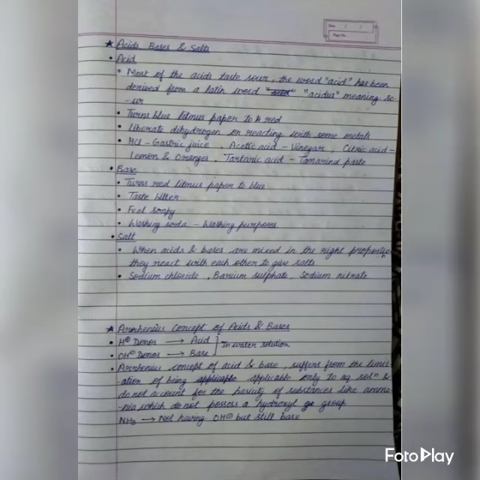 Date / /
Page No.
★ Acids Bases & Salts
• Acid
• Most of the acids taste sour, the word "acid" has been
derived from a latin word "acidus" meaning so
-ur
• Turns blue litmus paper to red
• Liberate dihydrogen on reacting with some metals
• HCl - Gastric juice, Acetic acid - Vinegar, Citric acid -
Lemon & Oranges, Tartaric acid - Tamarind paste
• Base
• Turns red litmus paper to blue
• Taste bitter
• Feel soapy
• Washing soda - Washing purposes
• Salt
• When acids & bases are mixed in the right proportion
they react with each other to give salts
• Sodium chloride, Barium sulphate, Sodium nitrate
★ Arrhenius Concept of Acids & Bases
• H⊕ Donor → Acid ] In water solution
• OH⊖ Donor → Base
• Arrhenius concept of acid & base, suffers from the limit
ation of being applicable only to aq solⁿ &
do not account for the basicity of substances like ammo
nia which do not possess a hydroxyl group
NH₃ → Not having OH⊖ but still base
FotoPlay